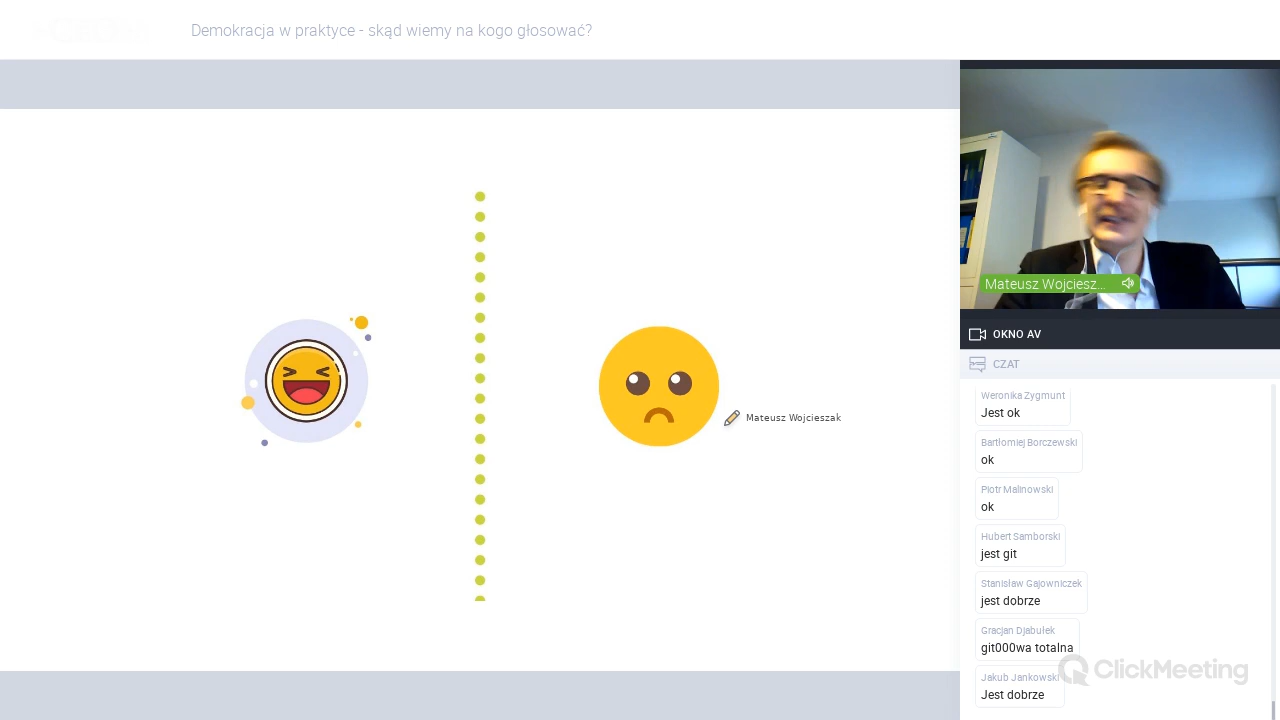 Demokracja w praktyce - skąd wiemy na kogo głosować?
Mateusz Wojcieszak
Mateusz Wojciesz...
OKNO AV
CZAT
Weronika Zygmunt
Jest ok
Bartłomiej Borczewski
ok
Piotr Malinowski
ok
Hubert Samborski
jest git
Stanisław Gajowniczek
jest dobrze
Gracjan Djabułek
git000wa totalna
Jakub Jankowski
Jest dobrze
ClickMeeting